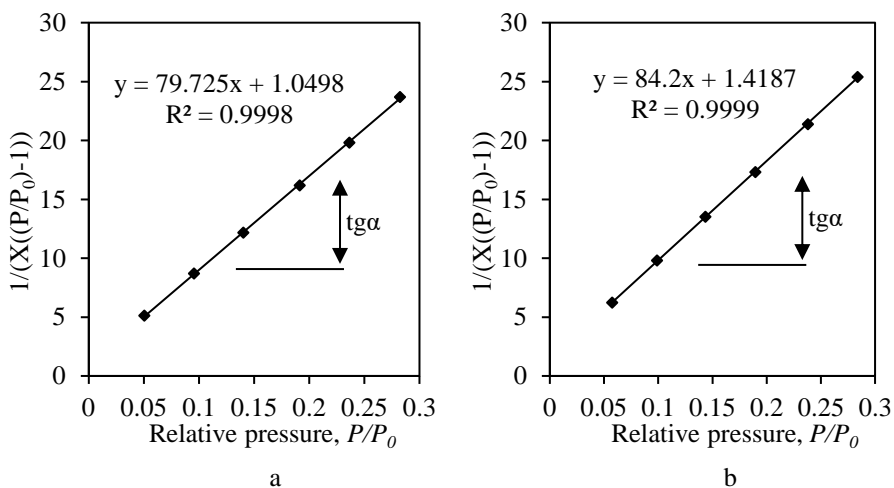 30
25
20
15
10
5
0
1/(X((P/P₀)-1))
y = 79.725x + 1.0498
R² = 0.9998
tgα
0 0.05 0.1 0.15 0.2 0.25 0.3
Relative pressure, P/P₀
a
30
25
20
15
10
5
0
1/(X((P/P₀)-1))
y = 84.2x + 1.4187
R² = 0.9999
tgα
0 0.05 0.1 0.15 0.2 0.25 0.3
Relative pressure, P/P₀
b